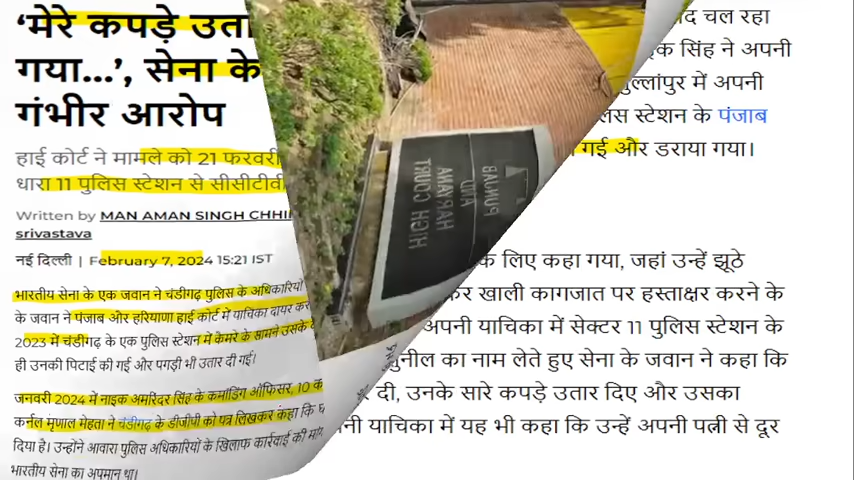 ‘मेरे कपड़े उता
गया...’, सेना के
गंभीर आरोप
हाई कोर्ट ने मामले को 21 फरवरी
धारा 11 पुलिस स्टेशन से सीसीटीवी
Written by MAN AMAN SINGH CHHI
srivastava
नई दिल्ली | February 7, 2024 15:21 IST
भारतीय सेना के एक जवान ने चंडीगढ़ पुलिस के अधिकारियों
के जवान ने पंजाब और हरियाणा हाई कोर्ट में याचिका दायर कर
2023 में चंडीगढ़ के एक पुलिस स्टेशन में कैमरे के सामने उसके
ही उनकी पिटाई की गई और पगड़ी भी उतार दी गई।
जनवरी 2024 में नाइक अमरिंदर सिंह के कमांडिंग ऑफिसर, 10
कर्नल मृणाल मेहता ने चंडीगढ़ के डीजीपी को पत्र लिखकर कहा कि
दिया है। उन्होंने आवारा पुलिस अधिकारियों के खिलाफ कार्रवाई की
भारतीय सेना का अपमान था।
HIGH COURT
PUNJAB
AND
चल रहा
सिंह ने अपनी
मुल्लांपुर में अपनी
स्टेशन के पंजाब
गई और डराया गया।
के लिए कहा गया, जहां उन्हें झूठे
कर खाली कागजात पर हस्ताक्षर करने के
अपनी याचिका में सेक्टर 11 पुलिस स्टेशन के
सुनील का नाम लेते हुए सेना के जवान ने कहा कि
दी, उनके सारे कपड़े उतार दिए और उसका
याचिका में यह भी कहा कि उन्हें अपनी पत्नी से दूर